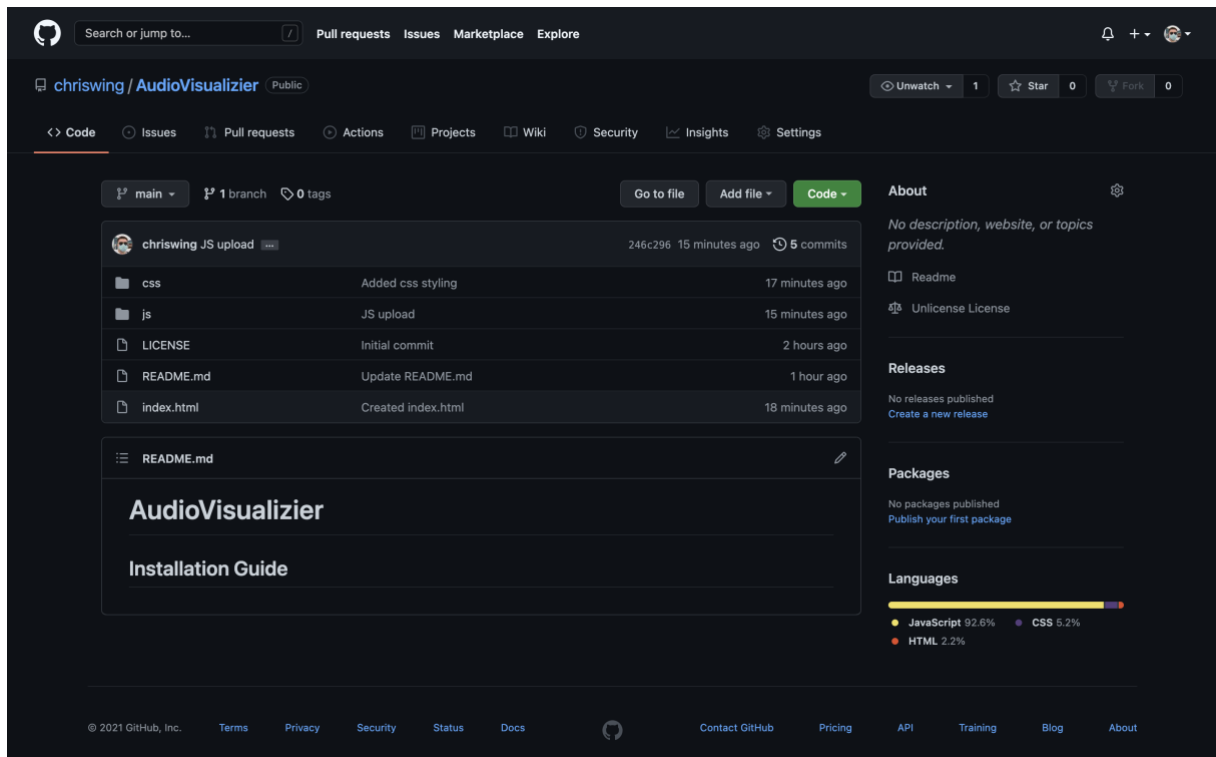 Search or jump to... /
Pull requests Issues Marketplace Explore
chriswing / AudioVisualizier Public
Unwatch 1 Star 0 Fork 0
Code Issues Pull requests Actions Projects Wiki Security Insights Settings
main 1 branch 0 tags Go to file Add file Code
chriswing JS upload ... 246c296 15 minutes ago 5 commits
css Added css styling 17 minutes ago
js JS upload 15 minutes ago
LICENSE Initial commit 2 hours ago
README.md Update README.md 1 hour ago
index.html Created index.html 18 minutes ago
README.md
AudioVisualizier
Installation Guide
About
No description, website, or topics
provided.
Readme
Unlicense License
Releases
No releases published
Create a new release
Packages
No packages published
Publish your first package
Languages
JavaScript 92.6% CSS 5.2%
HTML 2.2%
© 2021 GitHub, Inc. Terms Privacy Security Status Docs Contact GitHub Pricing API Training Blog About